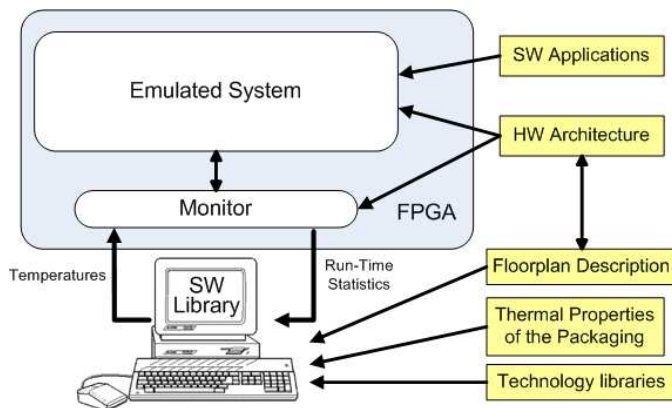 SW Applications
Emulated System
HW Architecture
Monitor
FPGA
Temperatures
SW
Library
Run-Time
Statistics
Floorplan Description
Thermal Properties
of the Packaging
Technology libraries